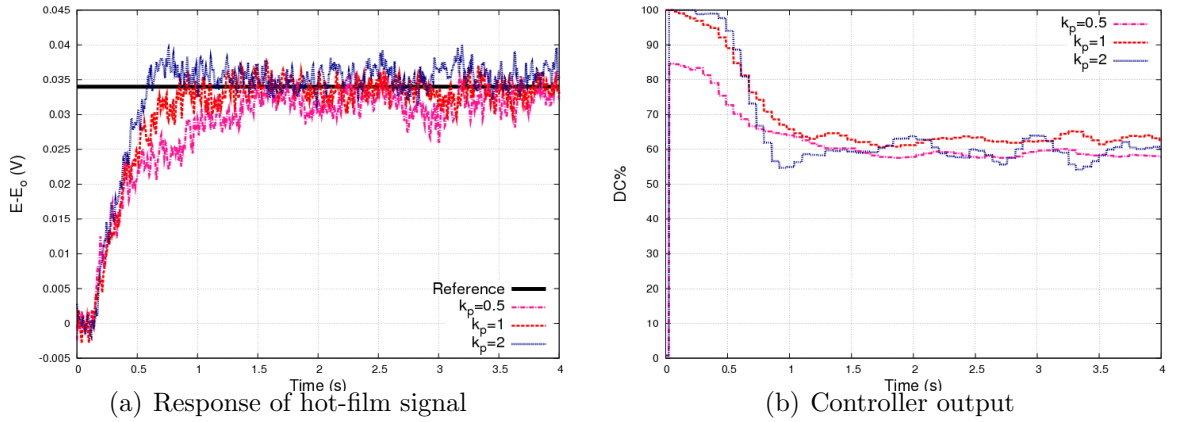 0.045
0.04
0.035
0.03
0.025
0.02
0.015
0.01
0.005
0
-0.005
E-Eo (V)
0 0.5 1 1.5 2 2.5 3 3.5 4
Time (s)
Reference
kp=0.5
kp=1
kp=2
(a) Response of hot-film signal
100
90
80
70
60
50
40
30
20
10
0
DC%
0 0.5 1 1.5 2 2.5 3 3.5 4
Time (s)
kp=0.5
kp=1
kp=2
(b) Controller output